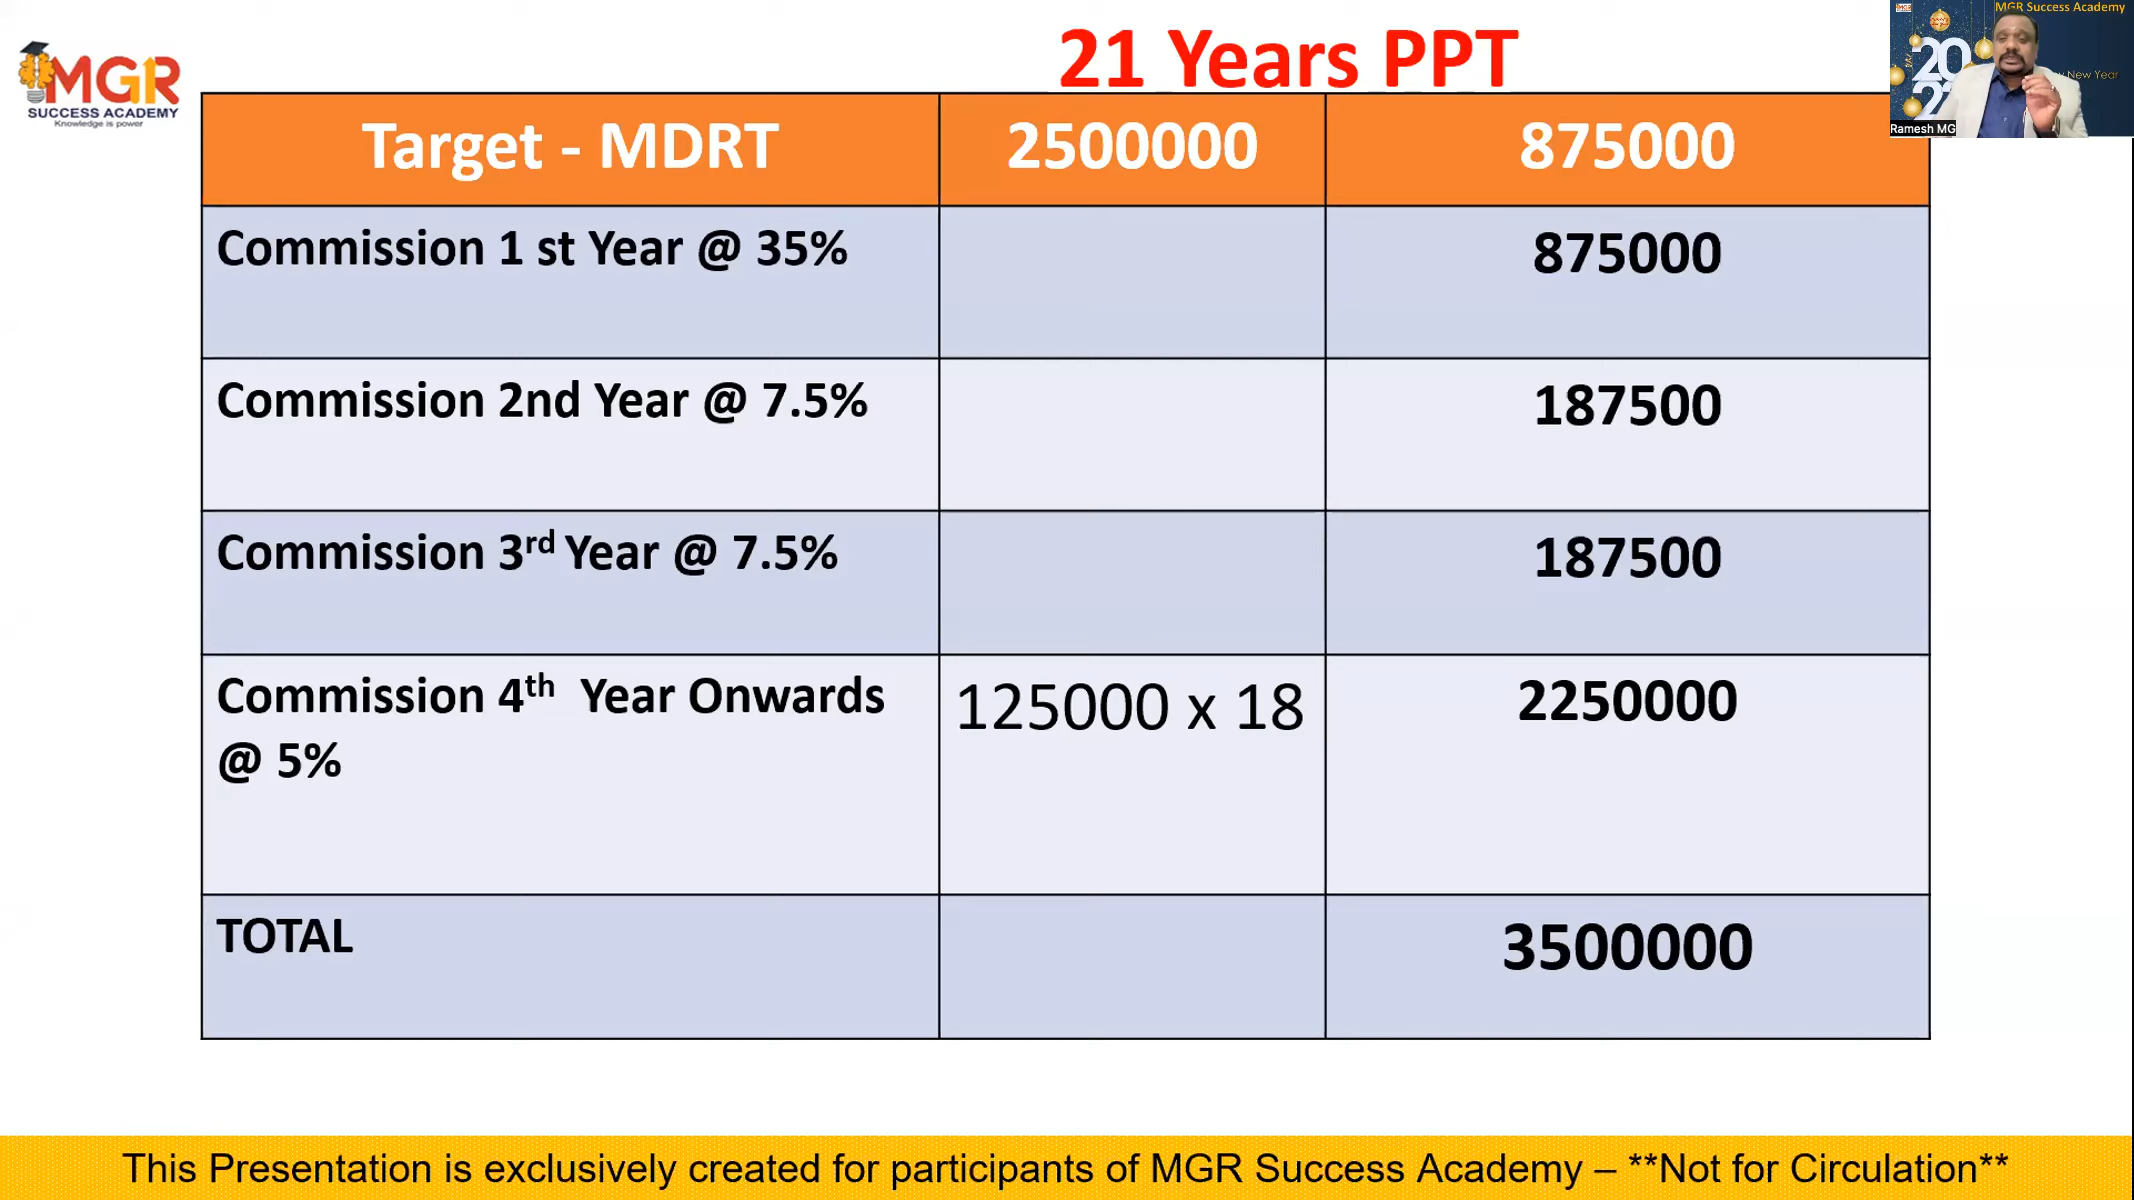 21 Years PPT
MGR
SUCCESS ACADEMY
Knowledge is power
MGR Success Academy
20
New Year
Ramesh MG
Target - MDRT 2500000 875000
Commission 1 st Year @ 35% 875000
Commission 2nd Year @ 7.5% 187500
Commission 3rd Year @ 7.5% 187500
Commission 4th Year Onwards 125000 x 18 2250000
@ 5%
TOTAL 3500000
This Presentation is exclusively created for participants of MGR Success Academy – **Not for Circulation**